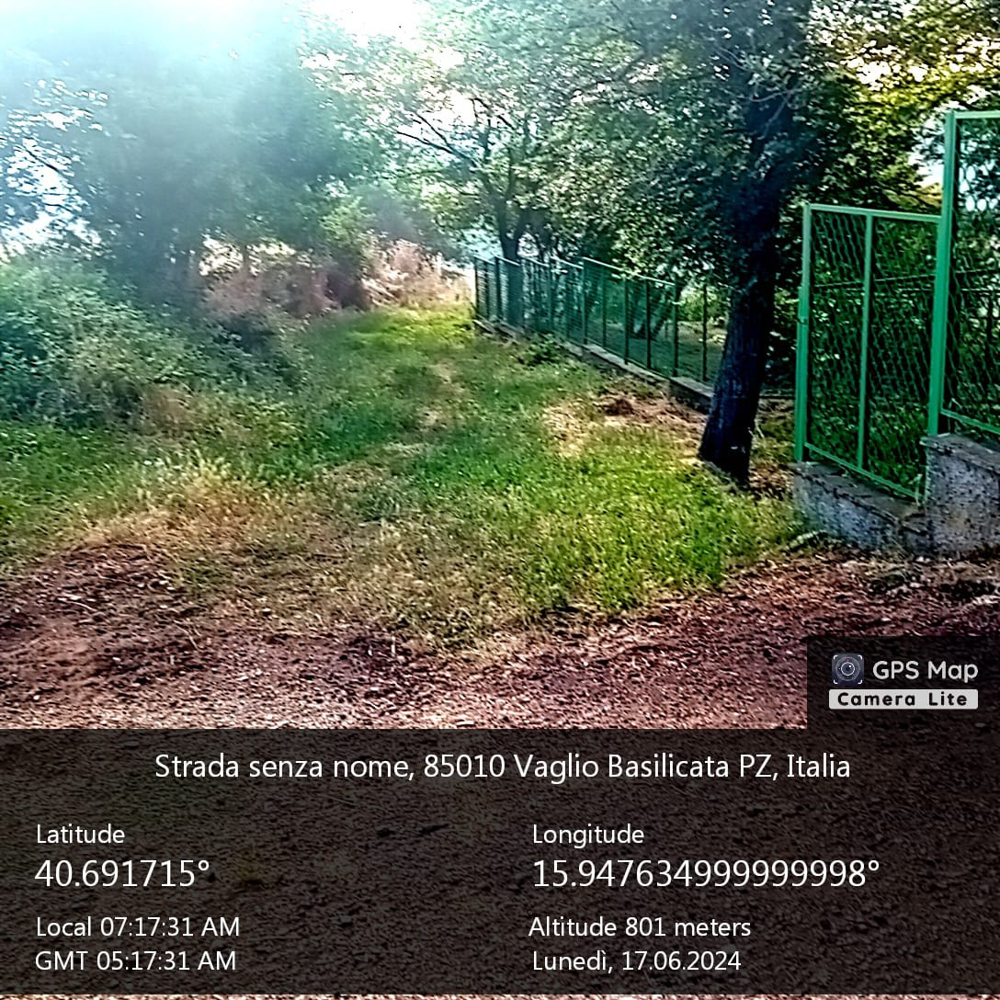 GPS Map
Camera Lite
Strada senza nome, 85010 Vaglio Basilicata PZ, Italia
Latitude
40.691715°
Longitude
15.947634999999998°
Local 07:17:31 AM
GMT 05:17:31 AM
Altitude 801 meters
Lunedì, 17.06.2024